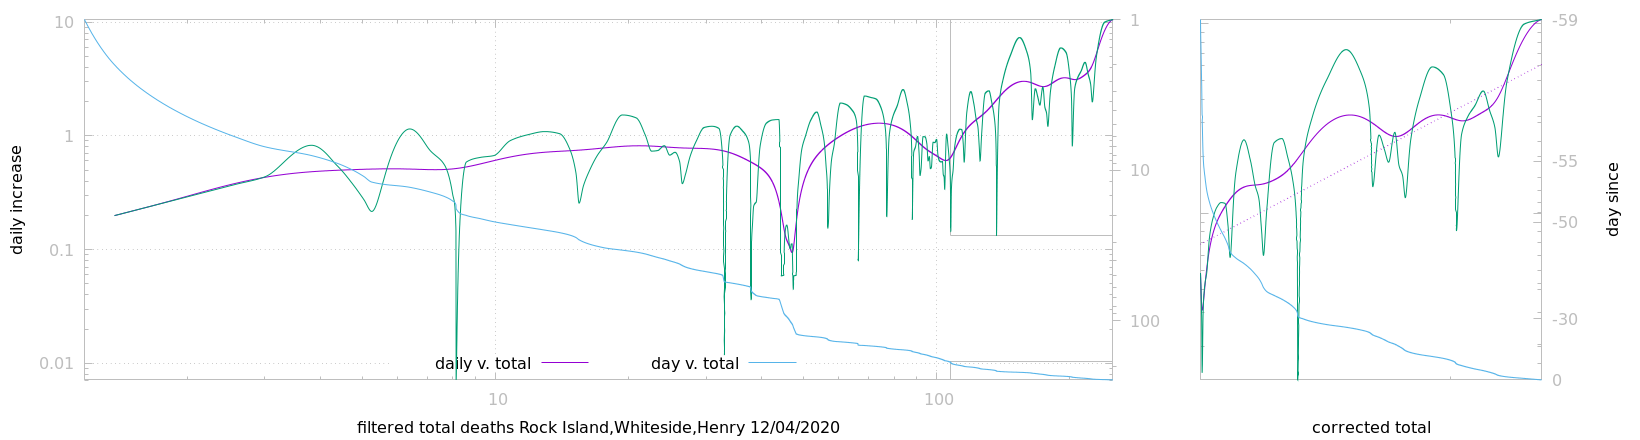 10
1
0.1
0.01
daily increase
10
100
filtered total deaths Rock Island,Whiteside,Henry 12/04/2020
daily v. total
day v. total
1
10
100
-59
-55
-50
-30
0
day since
corrected total